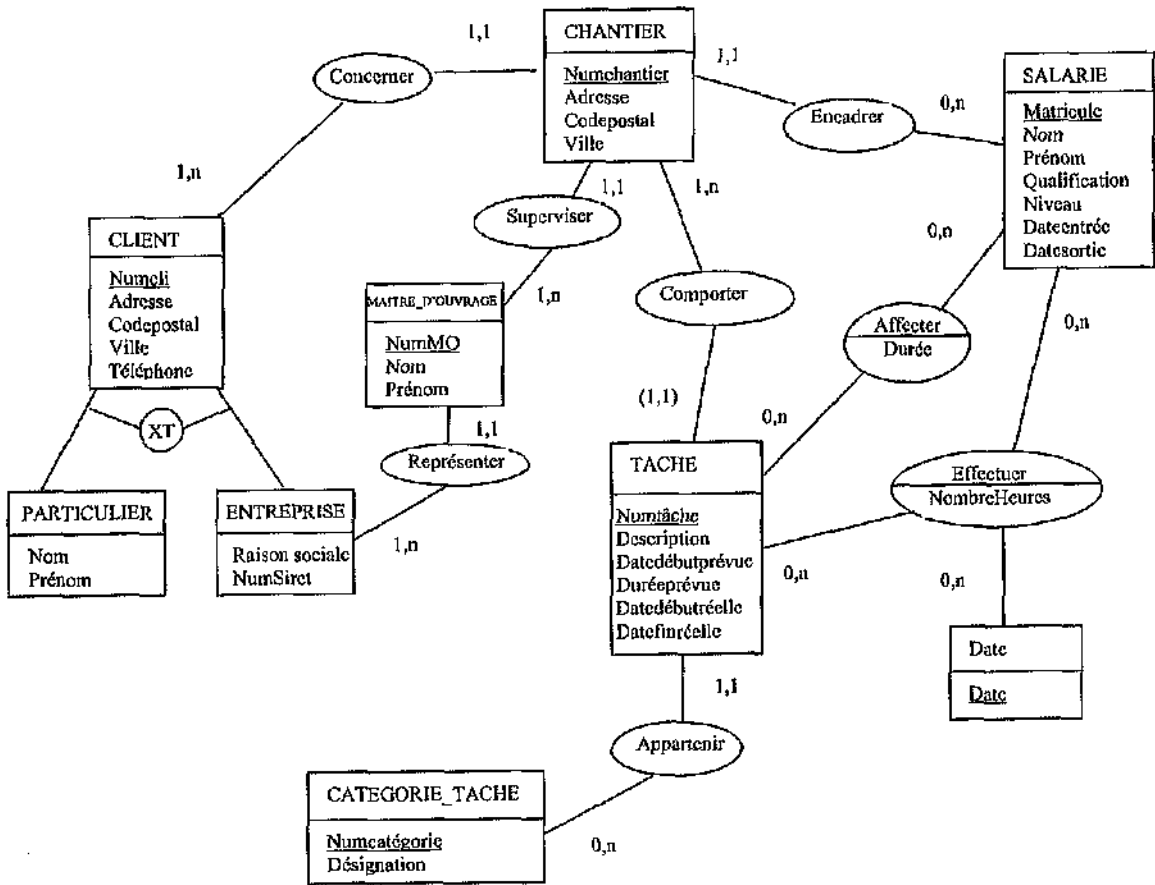 CHANTIER
Numchantier
Adresse
Codepostal
Ville
1,1
Concerner
1,n
1,1
Encadrer
0,n
SALARIE
Matricule
Nom
Prénom
Qualification
Niveau
Dateentrée
Datesortie
1,1
Superviser
1,n
1,n
Comporter
(1,1)
CLIENT
Numcli
Adresse
Codepostal
Ville
Téléphone
XT
MAITRE_D'OUVRAGE
NumMO
Nom
Prénom
1,1
Représenter
1,n
0,n
Affecter
Durée
0,n
0,n
Effectuer
NombreHeures
0,n
0,n
PARTICULIER
Nom
Prénom
ENTREPRISE
Raison sociale
NumSiret
TACHE
Numtâche
Description
Datedébutprévue
Duréeprévue
Datedébutréelle
Datefinréelle
Date
Date
1,1
Appartenir
0,n
CATEGORIE_TACHE
Numcatégorie
Désignation